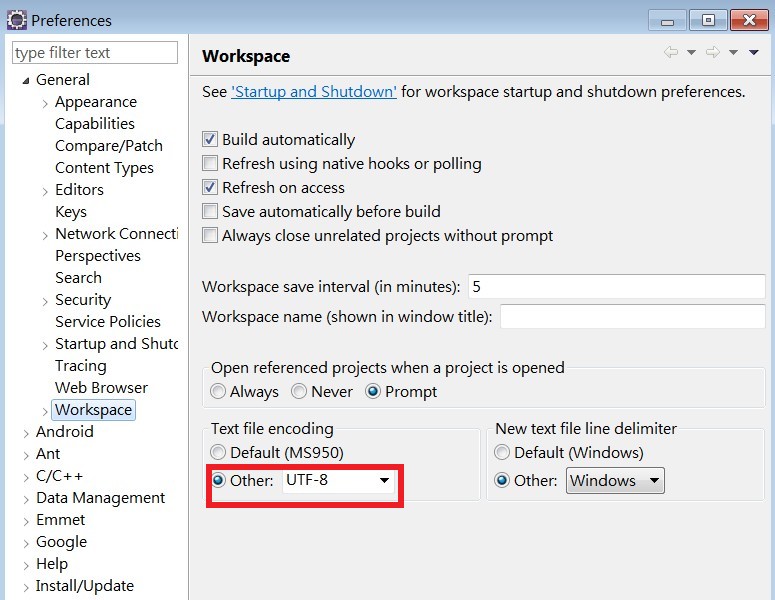 Preferences
type filter text
General
Appearance
Capabilities
Compare/Patch
Content Types
Editors
Keys
Network Connecti
Perspectives
Search
Security
Service Policies
Startup and Shutd
Tracing
Web Browser
Workspace
Android
Ant
C/C++
Data Management
Emmet
Google
Help
Install/Update
Workspace
See 'Startup and Shutdown' for workspace startup and shutdown preferences.
Build automatically
Refresh using native hooks or polling
Refresh on access
Save automatically before build
Always close unrelated projects without prompt
Workspace save interval (in minutes): 5
Workspace name (shown in window title):
Open referenced projects when a project is opened
Always Never Prompt
Text file encoding
Default (MS950)
Other: UTF-8
New text file line delimiter
Default (Windows)
Other: Windows